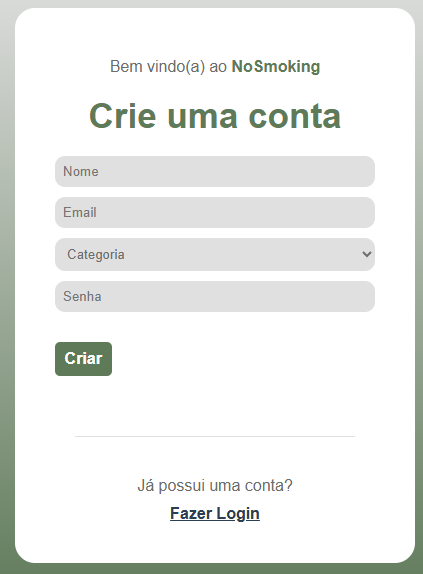 Bem vindo(a) ao NoSmoking
Crie uma conta
Nome
Email
Categoria
Senha
Criar
Já possui uma conta?
Fazer Login